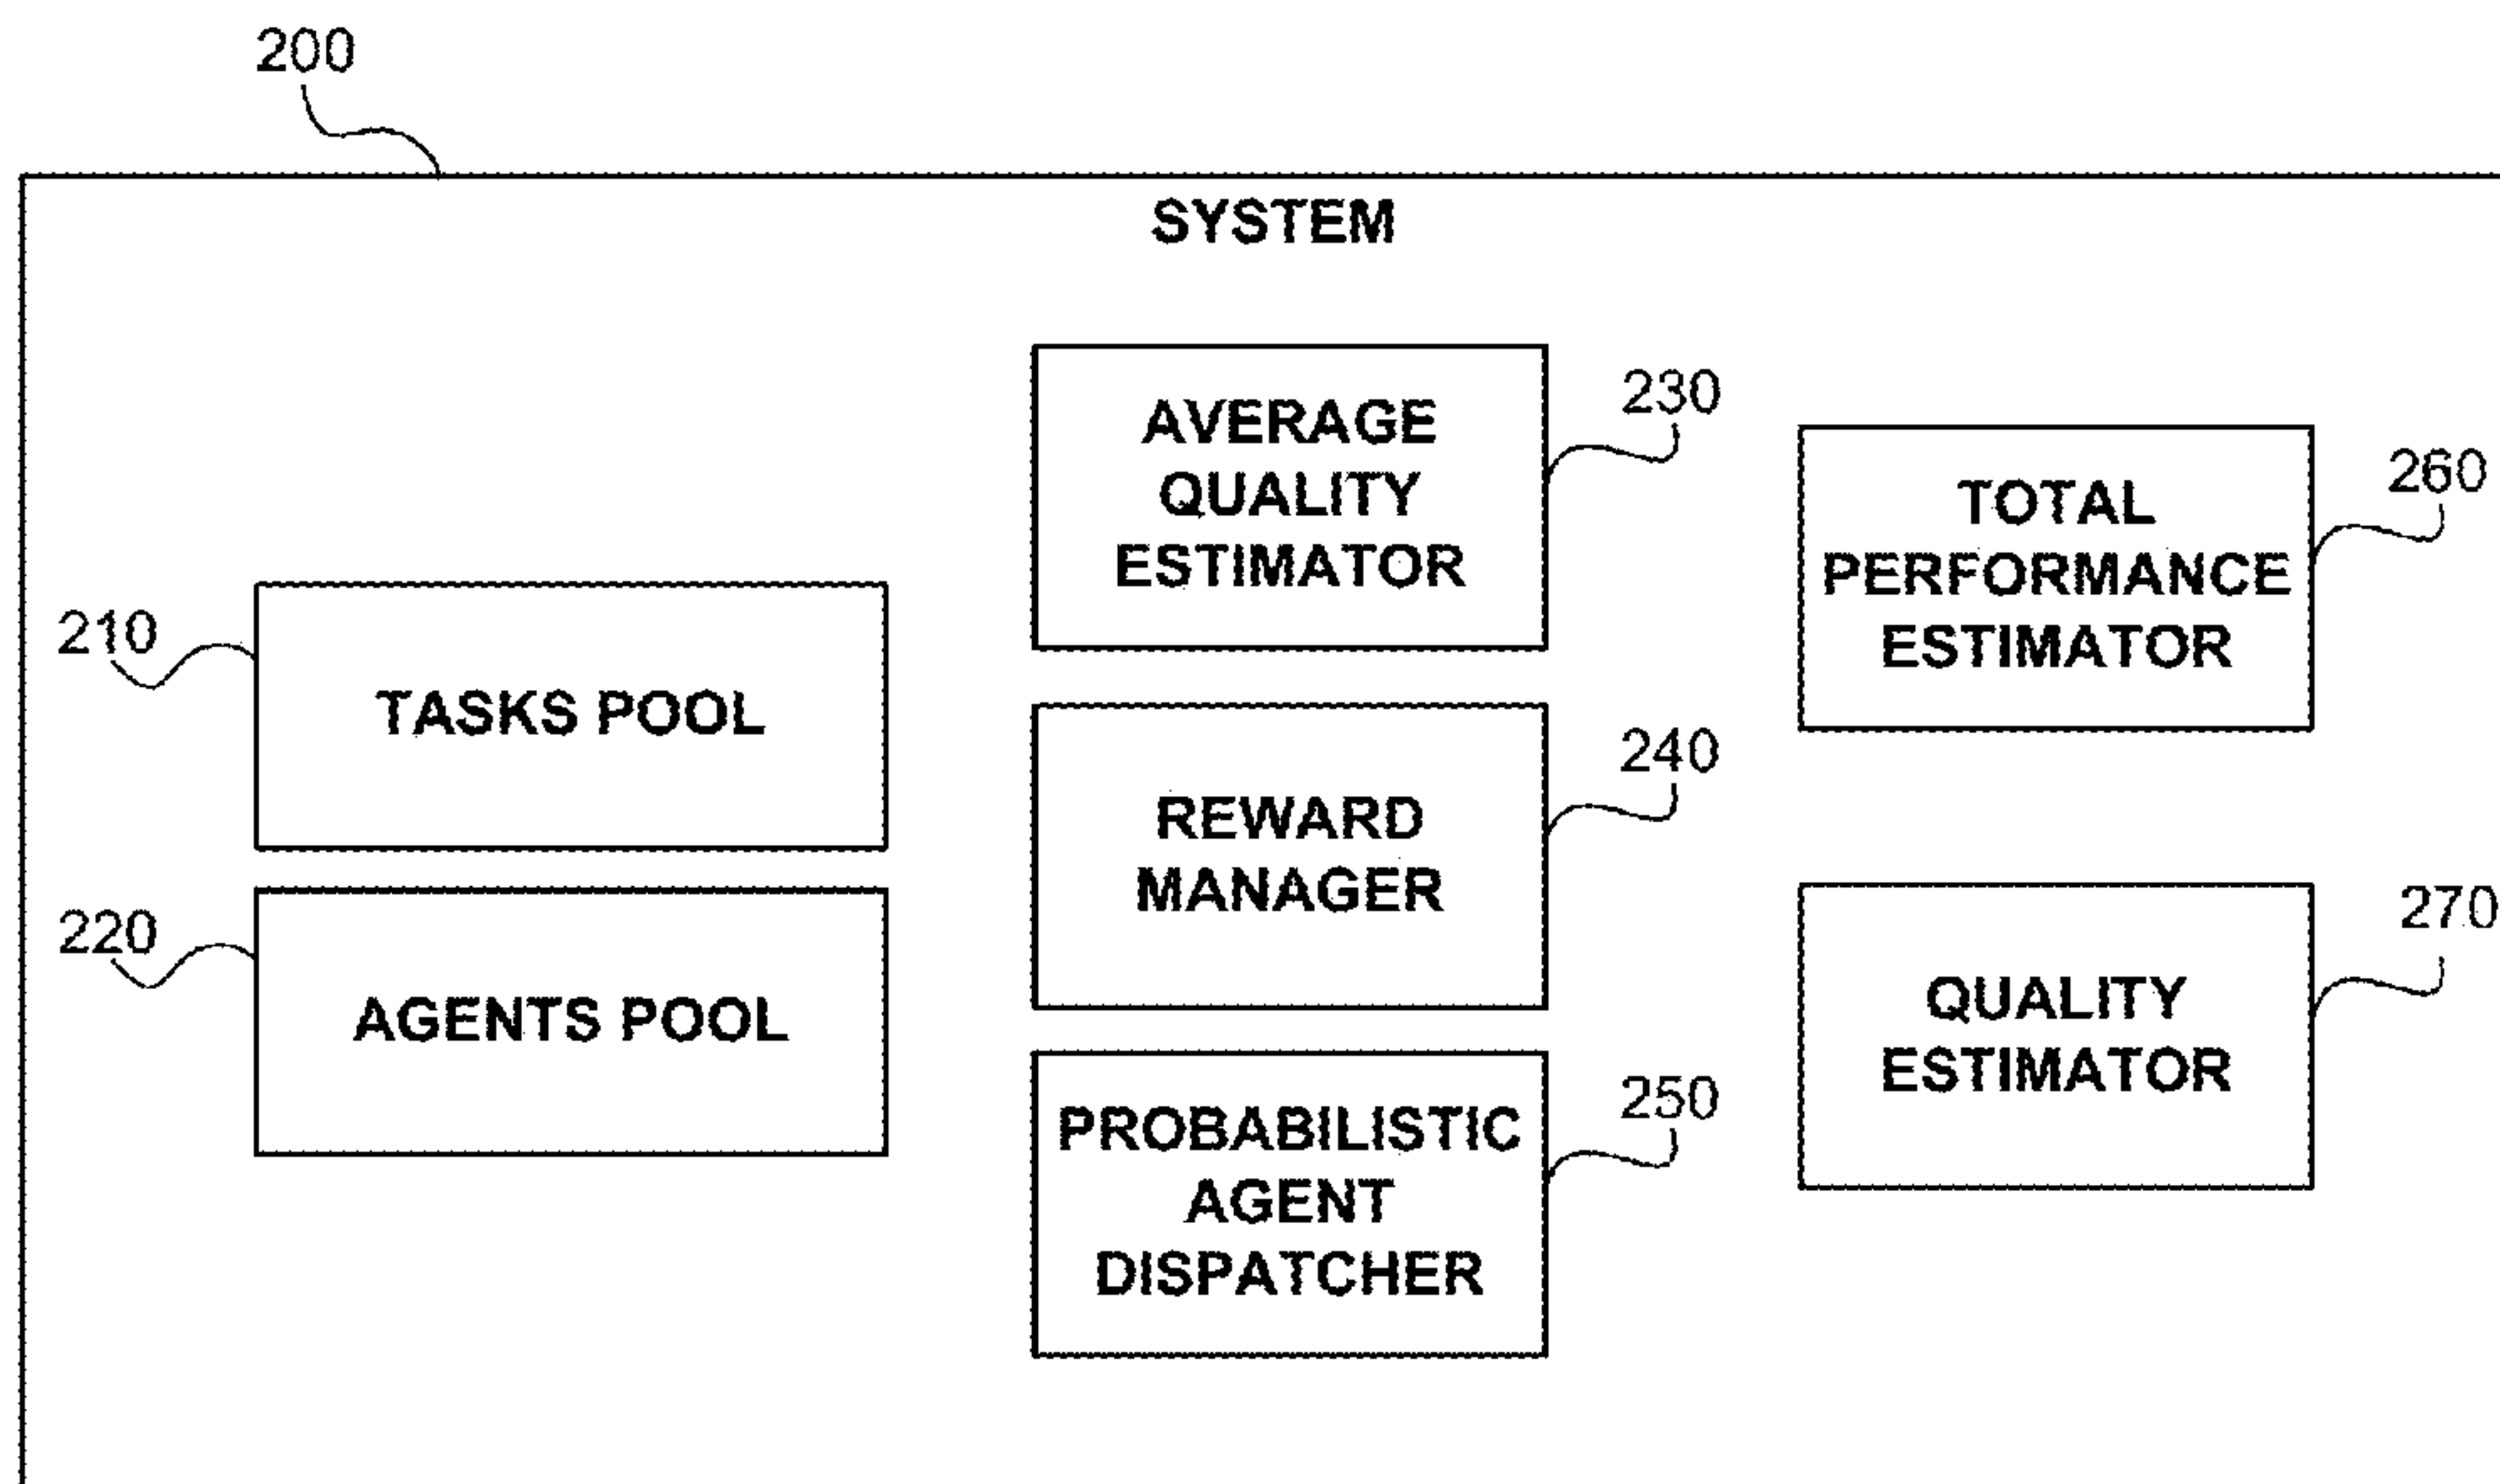 200
SYSTEM
210
TASKS POOL
220
AGENTS POOL
AVERAGE
QUALITY
ESTIMATOR
230
REWARD
MANAGER
240
PROBABILISTIC
AGENT
DISPATCHER
250
TOTAL
PERFORMANCE
ESTIMATOR
260
QUALITY
ESTIMATOR
270